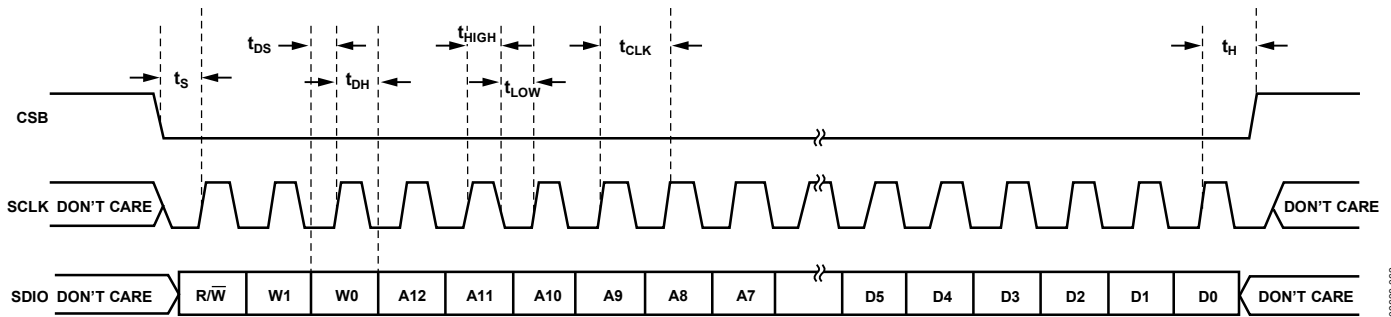 tDS
tHIGH
tCLK
tH
tS
tDH
tLOW
CSB
SCLK DON'T CARE
DON'T CARE
SDIO DON'T CARE R/W̅ W1 W0 A12 A11 A10 A9 A8 A7 D5 D4 D3 D2 D1 D0 DON'T CARE